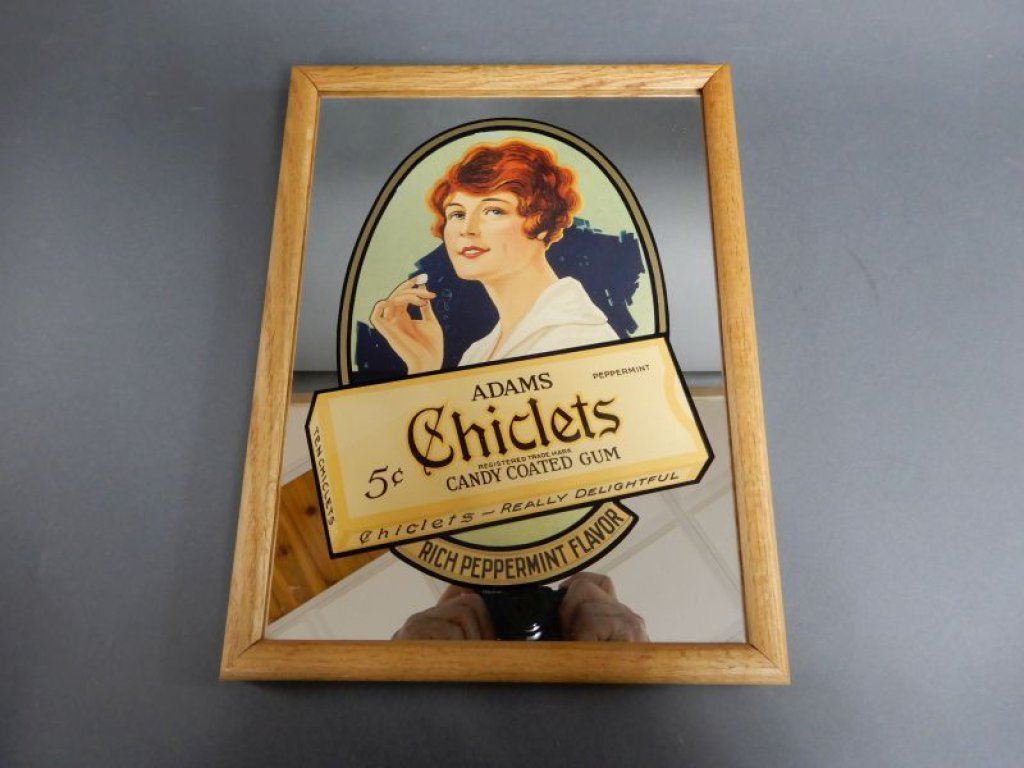 ADAMS
PEPPERMINT
Chiclets
REGISTERED TRADE MARK
5¢
CANDY COATED GUM
TEN CHICLETS
Chiclets – REALLY DELIGHTFUL
RICH PEPPERMINT FLAVOR